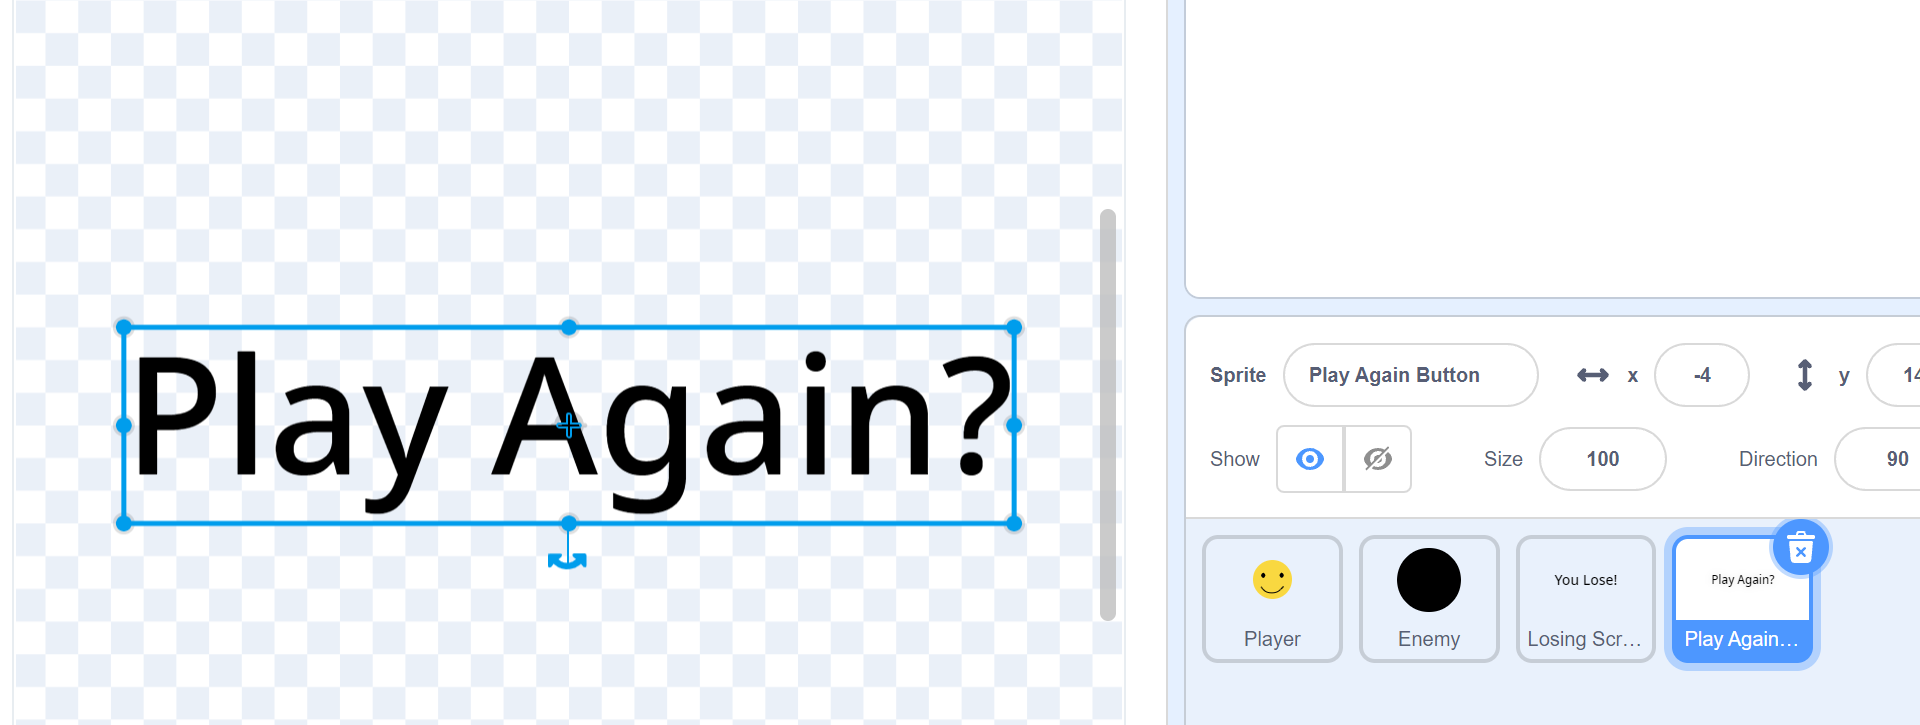 Play Again?
Sprite Play Again Button x -4 y 14
Show Size 100 Direction 90
You Lose! Play Again?
Player Enemy Losing Scr... Play Again...